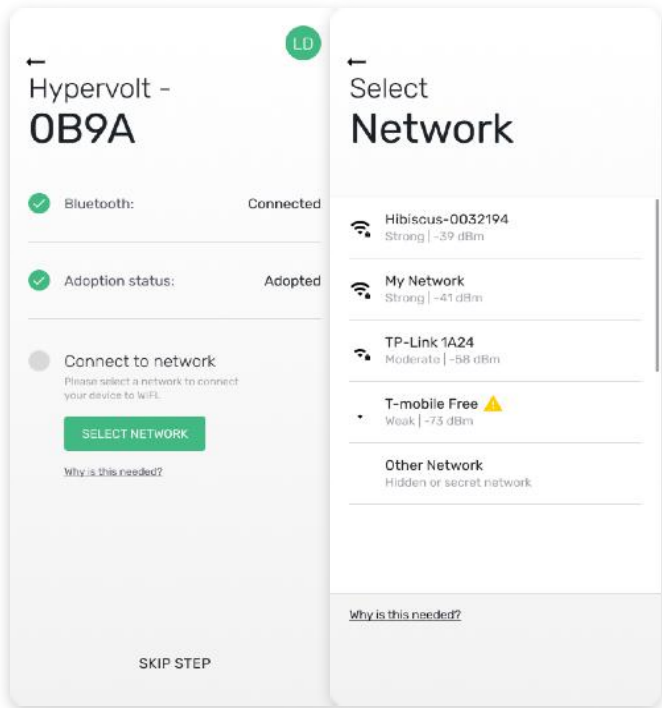 LD
Hypervolt -
0B9A
Bluetooth: Connected
Adoption status: Adopted
Connect to network
Please select a network to connect
your device to WiFi.
SELECT NETWORK
Why is this needed?
SKIP STEP
Select
Network
Hibiscus-0032194
Strong | -39 dBm
My Network
Strong | -41 dBm
TP-Link 1A24
Moderate | -58 dBm
T-mobile Free
Weak | -73 dBm
Other Network
Hidden or secret network
Why is this needed?